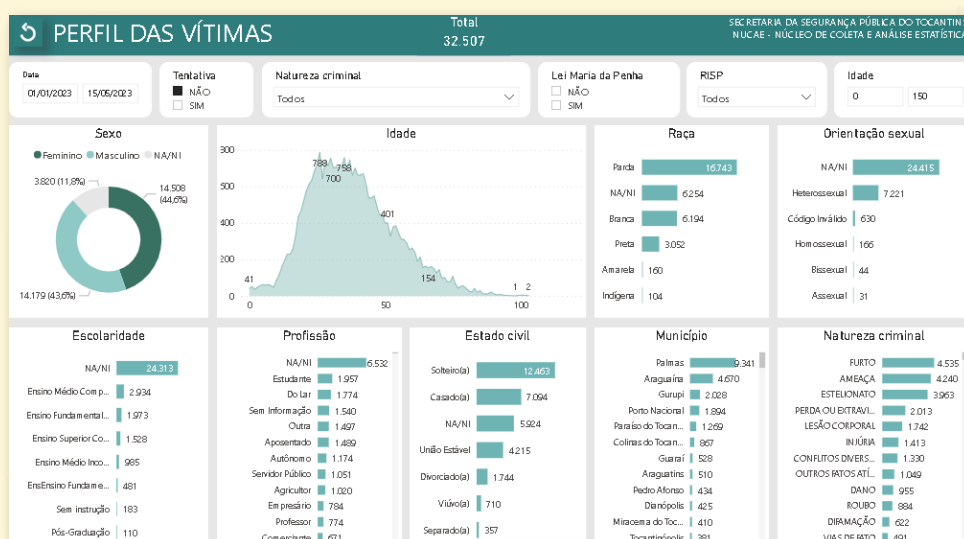 PERFIL DAS VÍTIMAS
Total
32.507
SECRETARIA DA SEGURANÇA PÚBLICA DO TOCANTINS
NUCAE - NÚCLEO DE COLETA E ANÁLISE ESTATÍSTICA
Data
01/01/2023 15/05/2023
Tentativa
NÃO
SIM
Natureza criminal
Todos
Lei Maria da Penha
NÃO
SIM
RISP
Todos
Idade
0 150
Sexo
Feminino Masculino NA/NI
3.820 (11,8%)
14.508
(44,6%)
14.179 (43,6%)
Idade
800
600
400
200
0
41
788
758
700
401
154
1 2
0 50 100
Raça
Parda 16.743
NA/NI 6.254
Branca 6.194
Preta 3.052
Amarela 160
Indígena 104
Orientação sexual
NA/NI 24.415
Heterossexual 7.221
Código Inválido 630
Homossexual 166
Bissexual 44
Assexual 31
Escolaridade
NA/NI 24.313
Ensino Médio Comp... 2.934
Ensino Fundamental... 1.973
Ensino Superior Co... 1.528
Ensino Médio Inco... 985
EnsEnsino Fundame... 481
Sem instrução 183
Pós-Graduação 110
Profissão
NA/NI 6.532
Estudante 1.957
Do Lar 1.774
Sem Informação 1.540
Outra 1.497
Aposentado 1.489
Autônomo 1.174
Servidor Público 1.051
Agricultor 1.020
Empresário 784
Professor 774
Comerciante 671
Estado civil
Solteiro(a) 12.463
Casado(a) 7.094
NA/NI 5.924
União Estável 4.215
Divorciado(a) 1.744
Viúvo(a) 710
Separado(a) 357
Município
Palmas 9.341
Araguaína 4.670
Gurupi 2.028
Porto Nacional 1.894
Paraíso do Tocan... 1.269
Colinas do Tocan... 867
Guaraí 528
Araguatins 510
Pedro Afonso 434
Dianópolis 425
Miracema do Toc... 410
Tocantinópolis 381
Natureza criminal
FURTO 4.535
AMEAÇA 4.240
ESTELIONATO 3.963
PERDA OU EXTRAVI... 2.013
LESÃO CORPORAL 1.742
INJÚRIA 1.413
CONFLITOS DIVERS... 1.330
OUTROS FATOS ATÍ... 1.049
DANO 955
ROUBO 884
DIFAMAÇÃO 622
VIAS DE FATO 491